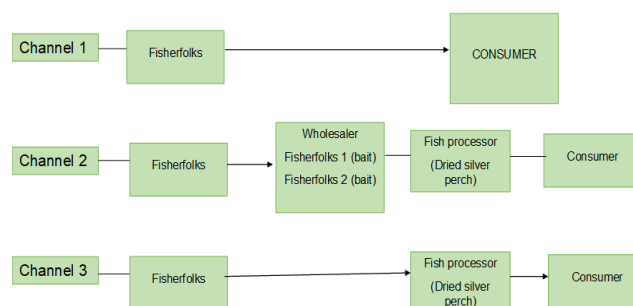 Channel 1
Fisherfolks
CONSUMER
Channel 2
Fisherfolks
Wholesaler
Fisherfolks 1 (bait)
Fisherfolks 2 (bait)
Fish processor
(Dried silver
perch)
Consumer
Channel 3
Fisherfolks
Fish processor
(Dried silver
perch)
Consumer